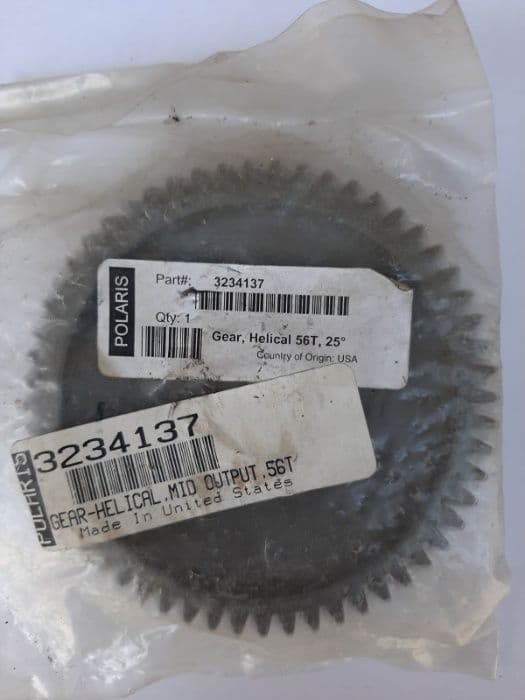 POLARIS
Part#: 3234137
Qty: 1
Gear, Helical 56T, 25°
Country of Origin: USA
POLARIS
3234137
GEAR-HELICAL,MID OUTPUT,56T
Made In United States